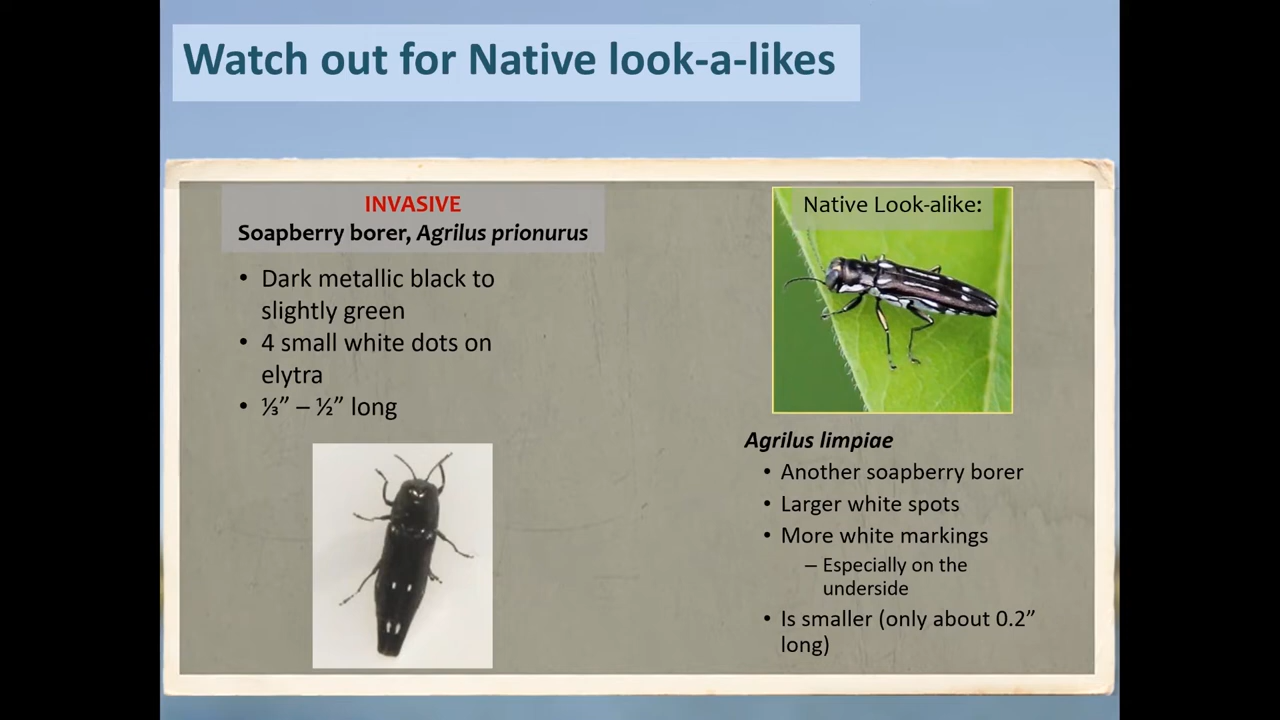 Watch out for Native look-a-likes
INVASIVE
Soapberry borer, Agrilus prionurus
• Dark metallic black to
slightly green
• 4 small white dots on
elytra
• ⅓” – ½” long
Native Look-alike:
Agrilus limpiae
• Another soapberry borer
• Larger white spots
• More white markings
– Especially on the
underside
• Is smaller (only about 0.2”
long)